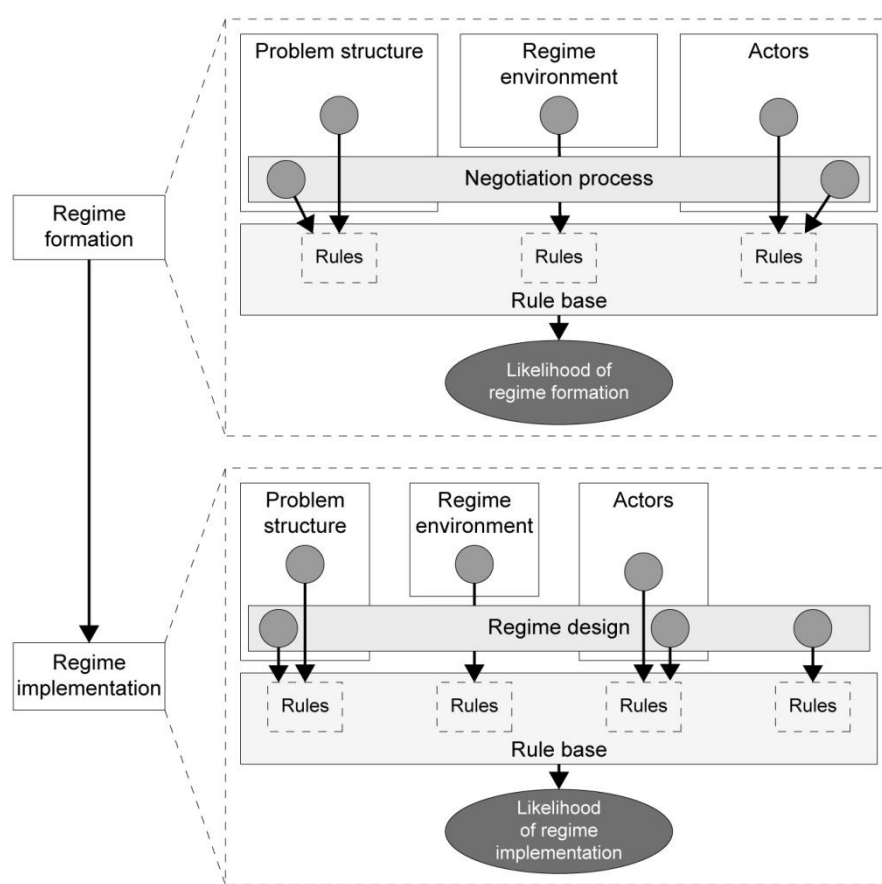 Problem structure
Regime
environment
Actors
Negotiation process
Regime
formation
Rules
Rules
Rules
Rule base
Likelihood of
regime formation
Problem
structure
Regime
environment
Actors
Regime design
Regime
implementation
Rules
Rules
Rules
Rules
Rule base
Likelihood
of regime
implementation